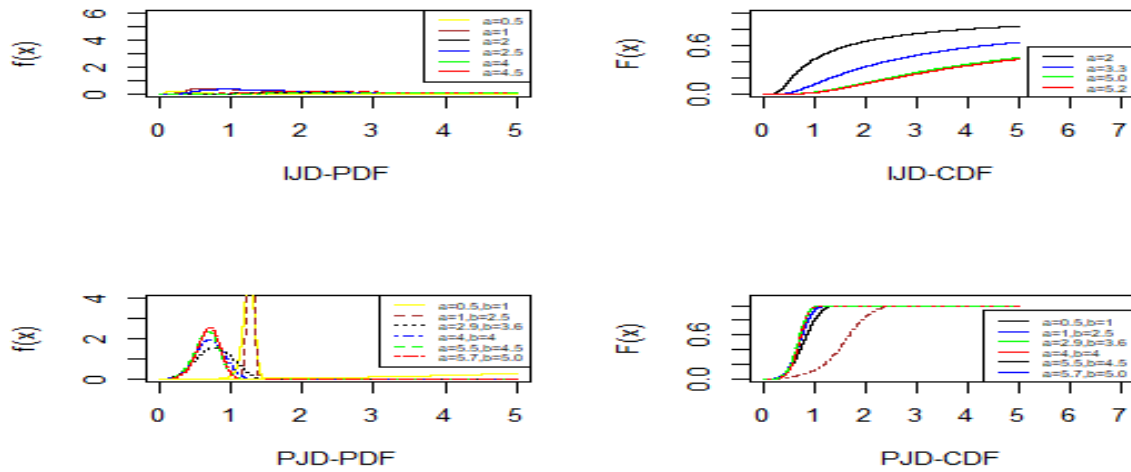 f(x)
6
4
2
0
a=0.5
a=1
a=2
a=2.5
a=4
a=4.5
0 1 2 3 4 5
IJD-PDF
F(x)
0.6
0.0
a=2
a=3.3
a=5.0
a=5.2
0 1 2 3 4 5 6 7
IJD-CDF
f(x)
4
2
0
a=0.5,b=1
a=1,b=2.5
a=2.9,b=3.6
a=4,b=4
a=5.5,b=4.5
a=5.7,b=5.0
0 1 2 3 4 5
PJD-PDF
F(x)
0.6
0.0
a=0.5,b=1
a=1,b=2.5
a=2.9,b=3.6
a=4,b=4
a=5.5,b=4.5
a=5.7,b=5.0
0 1 2 3 4 5 6 7
PJD-CDF